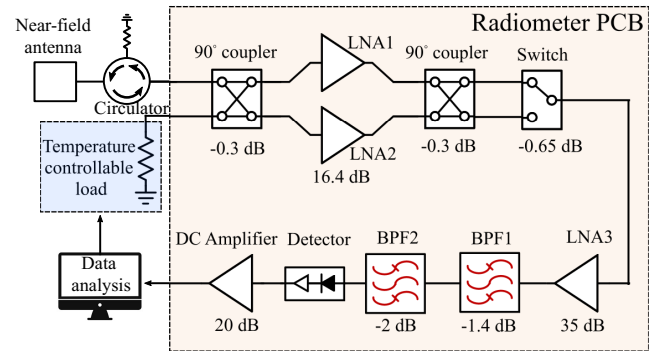 Radiometer PCB
Near-field
antenna
Circulator
90° coupler
-0.3 dB
LNA1
LNA2
16.4 dB
90° coupler
-0.3 dB
Switch
-0.65 dB
Temperature
controllable
load
Data
analysis
DC Amplifier
20 dB
Detector
BPF2
-2 dB
BPF1
-1.4 dB
LNA3
35 dB